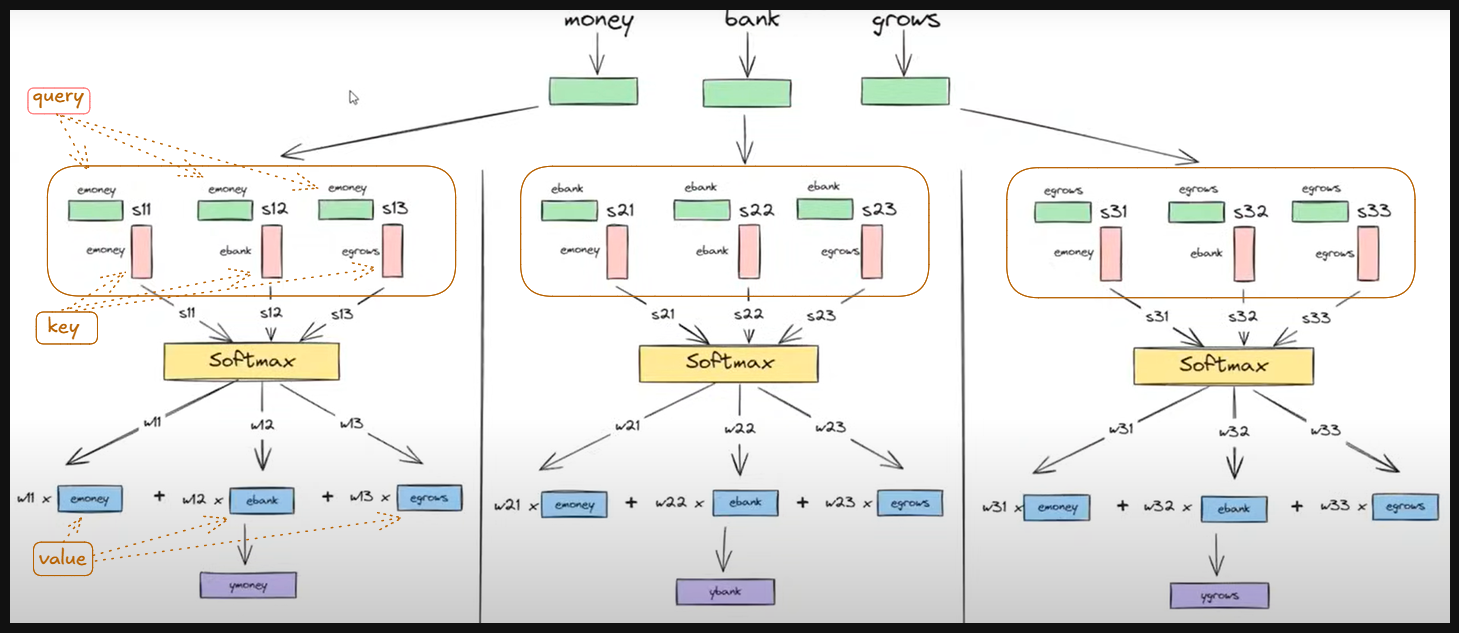 money bank grows
query
emoney emoney emoney
s11 s12 s13
emoney ebank egrows
key
s11 s12 s13
Softmax
w11 w12 w13
w11 x emoney + w12 x ebank + w13 x egrows
value
ymoney
ebank ebank ebank
s21 s22 s23
emoney ebank egrows
s21 s22 s23
Softmax
w21 w22 w23
w21 x emoney + w22 x ebank + w23 x egrows
ybank
egrows egrows egrows
s31 s32 s33
emoney ebank egrows
s31 s32 s33
Softmax
w31 w32 w33
w31 x emoney + w32 x ebank + w33 x egrows
ygrows